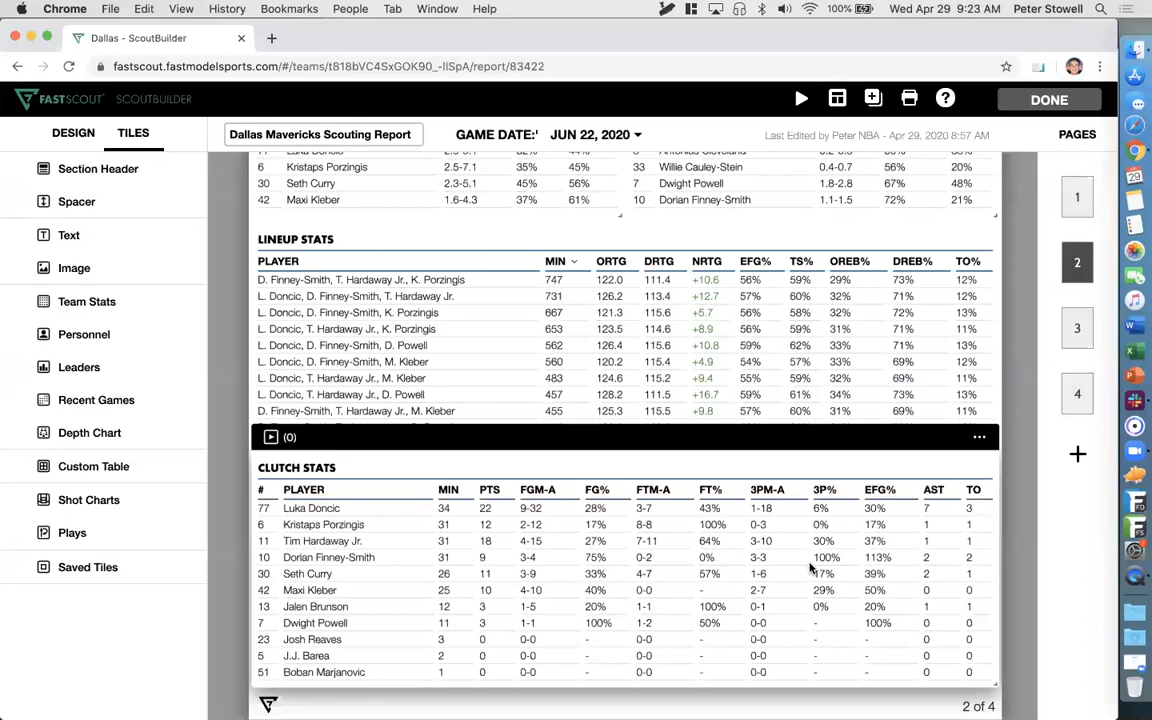 Chrome File Edit View History Bookmarks People Tab Window Help 100% Wed Apr 29 9:23 AM Peter Stowell
Dallas - ScoutBuilder
fastscout.fastmodelsports.com/#/teams/t818bVC4SxGOK90_-IlSpA/report/83422
FASTSCOUT SCOUTBUILDER DONE
DESIGN TILES
Dallas Mavericks Scouting Report GAME DATE:' JUN 22, 2020 Last Edited by Peter NBA - Apr 29, 2020 8:57 AM PAGES
Section Header
Spacer
Text
Image
Team Stats
Personnel
Leaders
Recent Games
Depth Chart
Custom Table
Shot Charts
Plays
Saved Tiles
6 Kristaps Porzingis 2.5-7.1 35% 45% 33 Willie Cauley-Stein 0.4-0.7 56% 20%
30 Seth Curry 2.3-5.1 45% 56% 7 Dwight Powell 1.8-2.8 67% 48%
42 Maxi Kleber 1.6-4.3 37% 61% 10 Dorian Finney-Smith 1.1-1.5 72% 21%
LINEUP STATS
PLAYER MIN ORTG DRTG NRTG EFG% TS% OREB% DREB% TO%
D. Finney-Smith, T. Hardaway Jr., K. Porzingis 747 122.0 111.4 +10.6 56% 59% 29% 73% 12%
L. Doncic, D. Finney-Smith, T. Hardaway Jr. 731 126.2 113.4 +12.7 57% 60% 32% 71% 12%
L. Doncic, D. Finney-Smith, K. Porzingis 667 121.3 115.6 +5.7 56% 58% 32% 72% 13%
L. Doncic, T. Hardaway Jr., K. Porzingis 653 123.5 114.6 +8.9 56% 59% 31% 71% 11%
L. Doncic, D. Finney-Smith, D. Powell 562 126.4 115.6 +10.8 59% 62% 33% 71% 13%
L. Doncic, D. Finney-Smith, M. Kleber 560 120.2 115.4 +4.9 54% 57% 33% 69% 12%
L. Doncic, T. Hardaway Jr., M. Kleber 483 124.6 115.2 +9.4 55% 59% 32% 69% 11%
L. Doncic, T. Hardaway Jr., D. Powell 457 128.2 111.5 +16.7 59% 61% 34% 73% 13%
D. Finney-Smith, T. Hardaway Jr., M. Kleber 455 125.3 115.5 +9.8 57% 60% 34% 71% 11%
(0)
CLUTCH STATS
# PLAYER MIN PTS FGM-A FG% FTM-A FT% 3PM-A 3P% EFG% AST TO
77 Luka Doncic 34 22 9-32 28% 3-7 43% 1-18 6% 30% 7 3
6 Kristaps Porzingis 31 12 2-12 17% 8-8 100% 0-3 0% 17% 1 1
11 Tim Hardaway Jr. 31 18 4-15 27% 7-11 64% 3-10 30% 37% 1 1
10 Dorian Finney-Smith 31 9 3-4 75% 0-2 0% 3-3 100% 113% 2 2
30 Seth Curry 26 11 3-9 33% 4-7 57% 1-6 17% 39% 2 1
42 Maxi Kleber 25 10 4-10 40% 0-0 - 2-7 29% 50% 0 0
13 Jalen Brunson 12 3 1-5 20% 1-1 100% 0-1 0% 20% 1 1
7 Dwight Powell 11 3 1-1 100% 1-2 50% 0-0 - 100% 0 0
23 Josh Reaves 3 0 0-0 - 0-0 - 0-0 - - 0 0
5 J.J. Barea 2 0 0-0 - 0-0 - 0-0 - - 0 0
51 Boban Marjanovic 1 0 0-0 - 0-0 - 0-0 - - 0 0
2 of 4
1
2
3
4